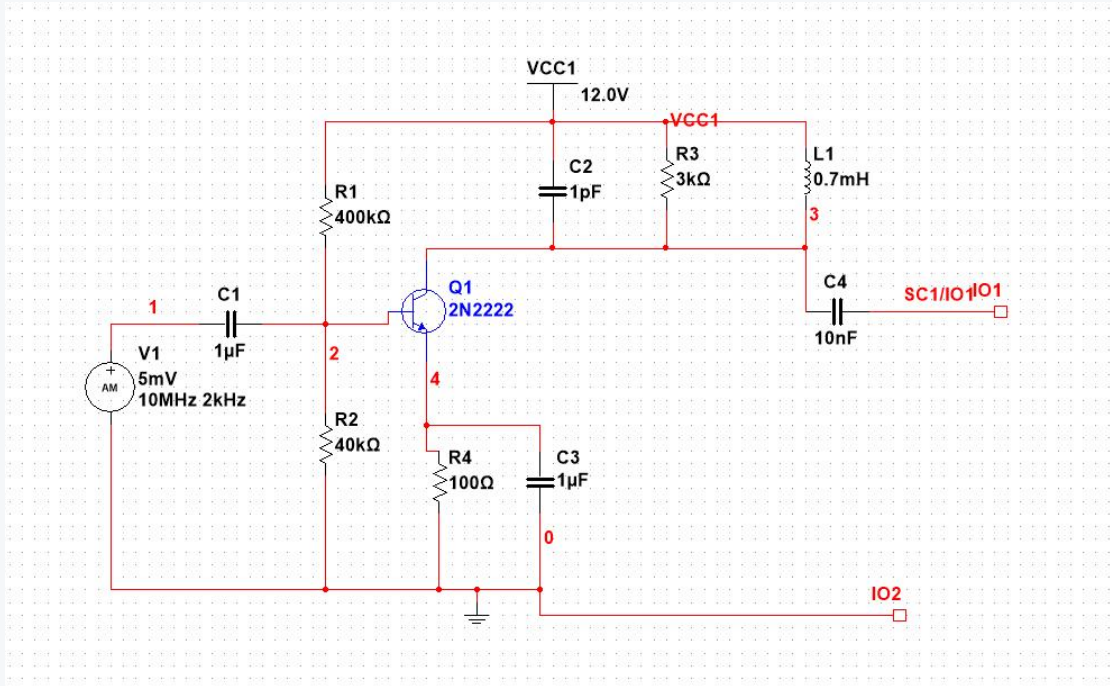 VCC1
12.0V
VCC1
R3
3kΩ
L1
0.7mH
C2
1pF
R1
400kΩ
3
Q1
2N2222
C4
10nF
SC1/IO1IO1
C1
1µF
1
2
V1
AM
5mV
10MHz 2kHz
4
R2
40kΩ
R4
100Ω
C3
1µF
0
IO2